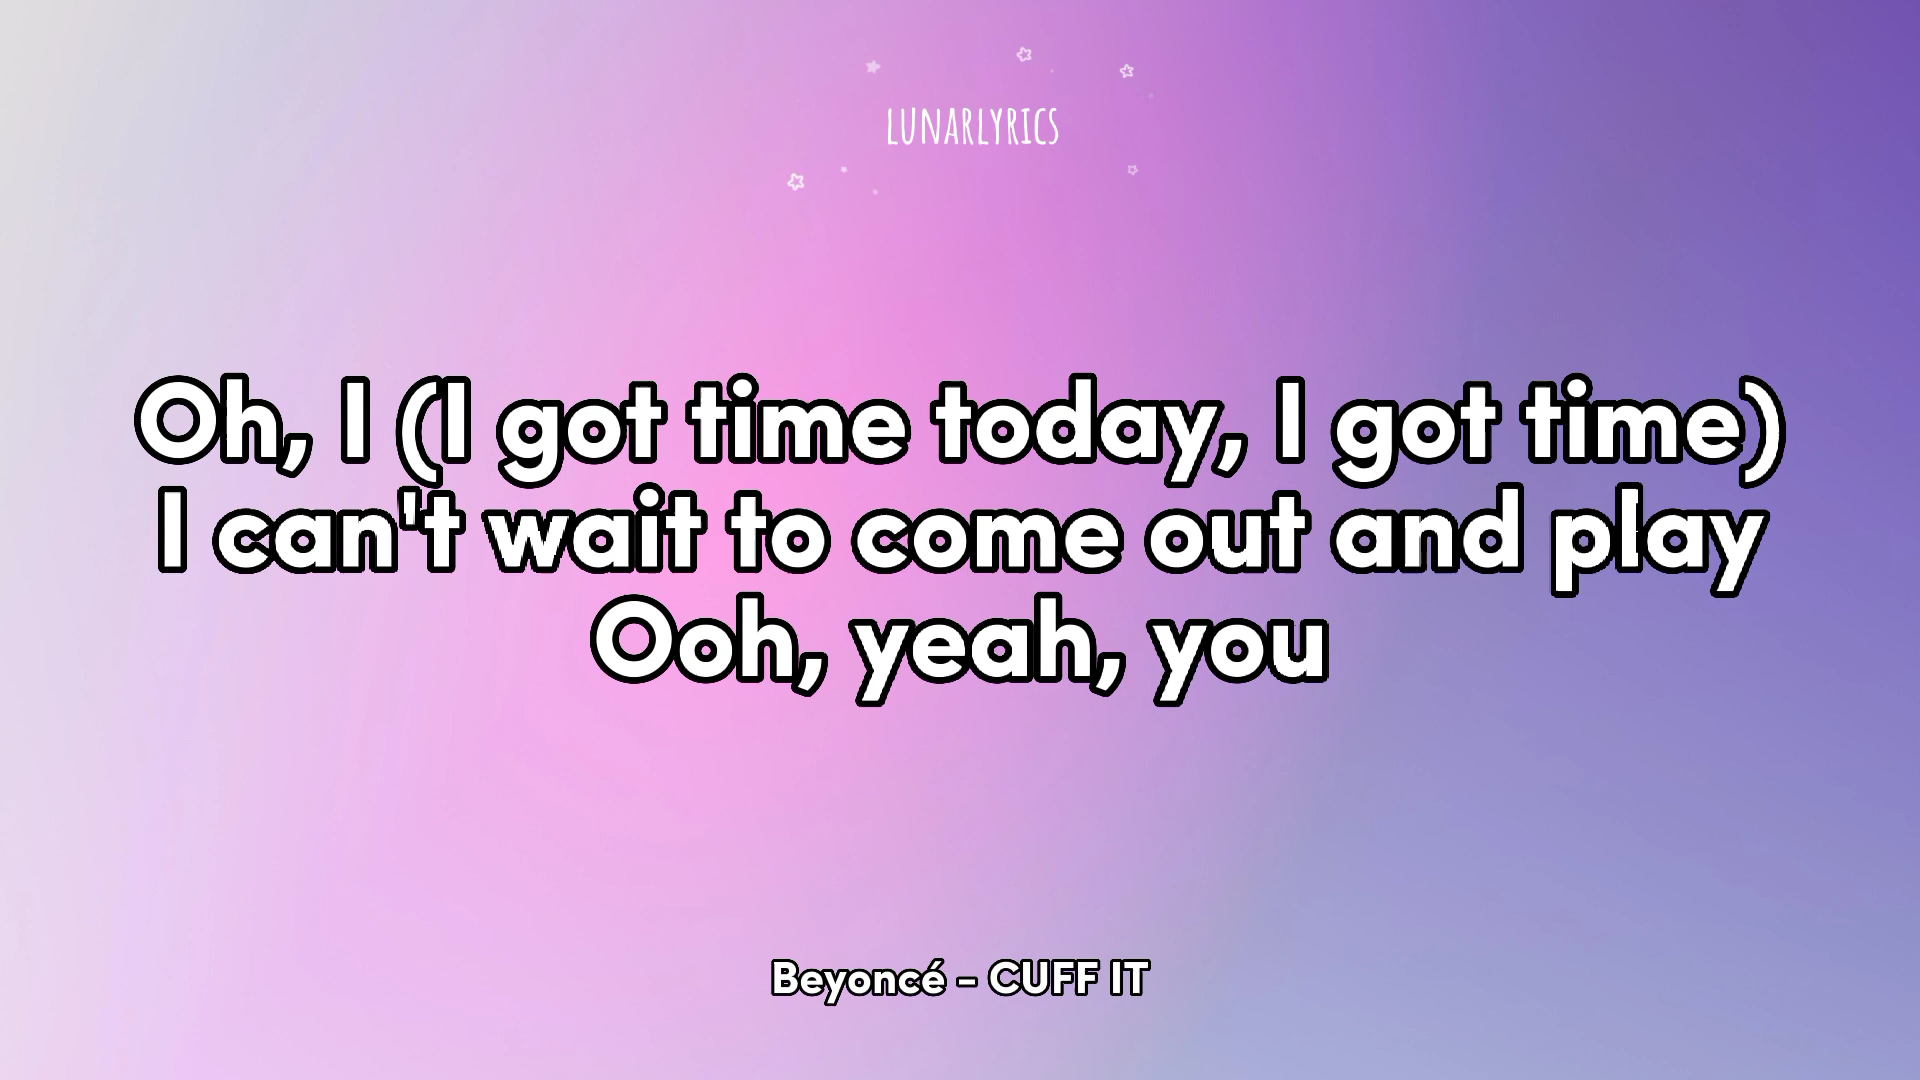 LUNARLYRICS
Oh, I (I got time today, I got time)
I can't wait to come out and play
Ooh, yeah, you
Beyoncé - CUFF IT